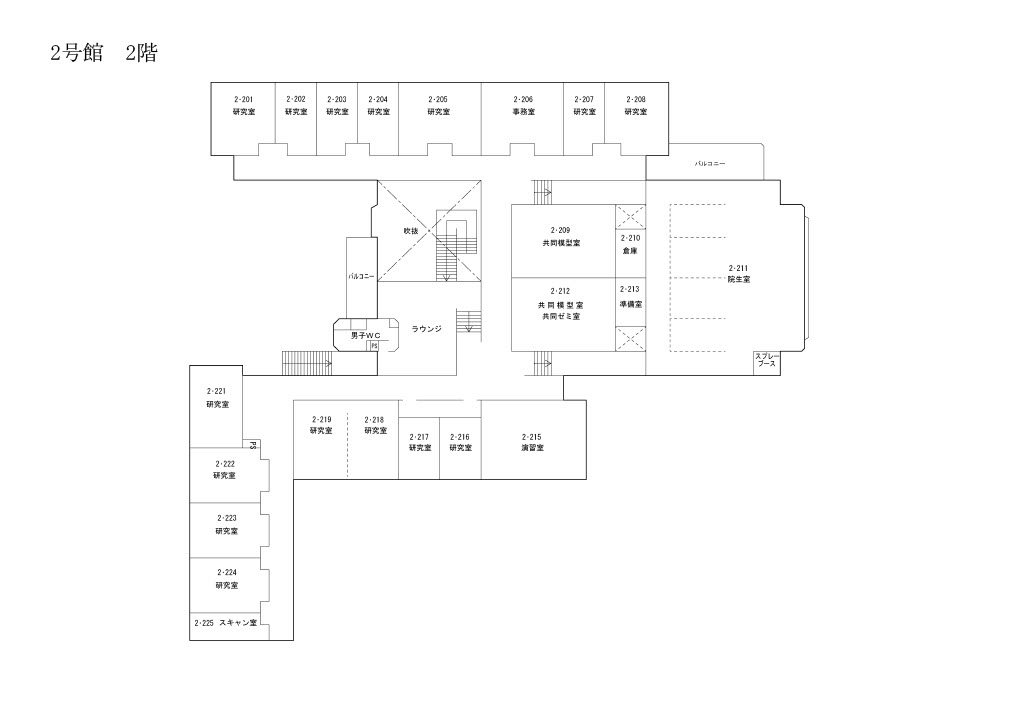 2号館　2階
2-201
研究室
2-202
研究室
2-203
研究室
2-204
研究室
2-205
研究室
2-206
事務室
2-207
研究室
2-208
研究室
バルコニー
吹抜
2-209
共同模型室
2-210
倉庫
2-211
院生室
バルコニー
2-212
共同模型室
共同ゼミ室
2-213
準備室
ラウンジ
男子WC
PS
スプレー
ブース
2-221
研究室
2-219
研究室
2-218
研究室
2-217
研究室
2-216
研究室
2-215
演習室
PS
2-222
研究室
2-223
研究室
2-224
研究室
2-225 スキャン室